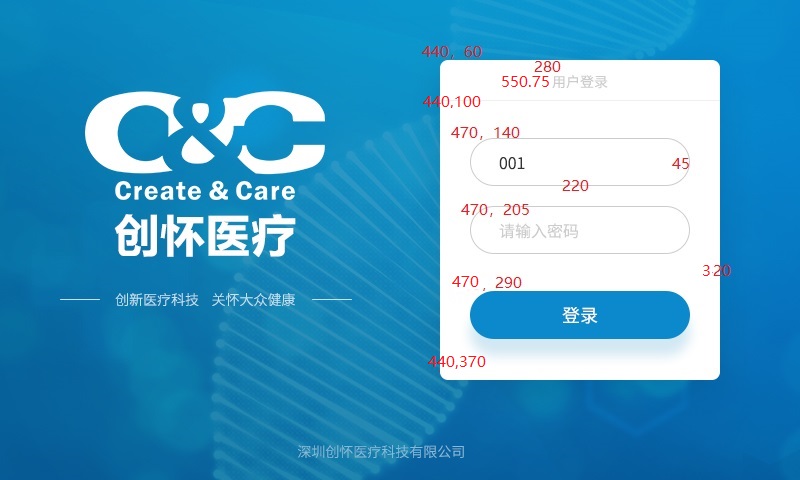 440，60
280
550.75 用户登录
440,100
C&C
470，140
001
45
Create & Care
220
470，205
创怀医疗
请输入密码
320
470，290
创新医疗科技 关怀大众健康
登录
440,370
深圳创怀医疗科技有限公司